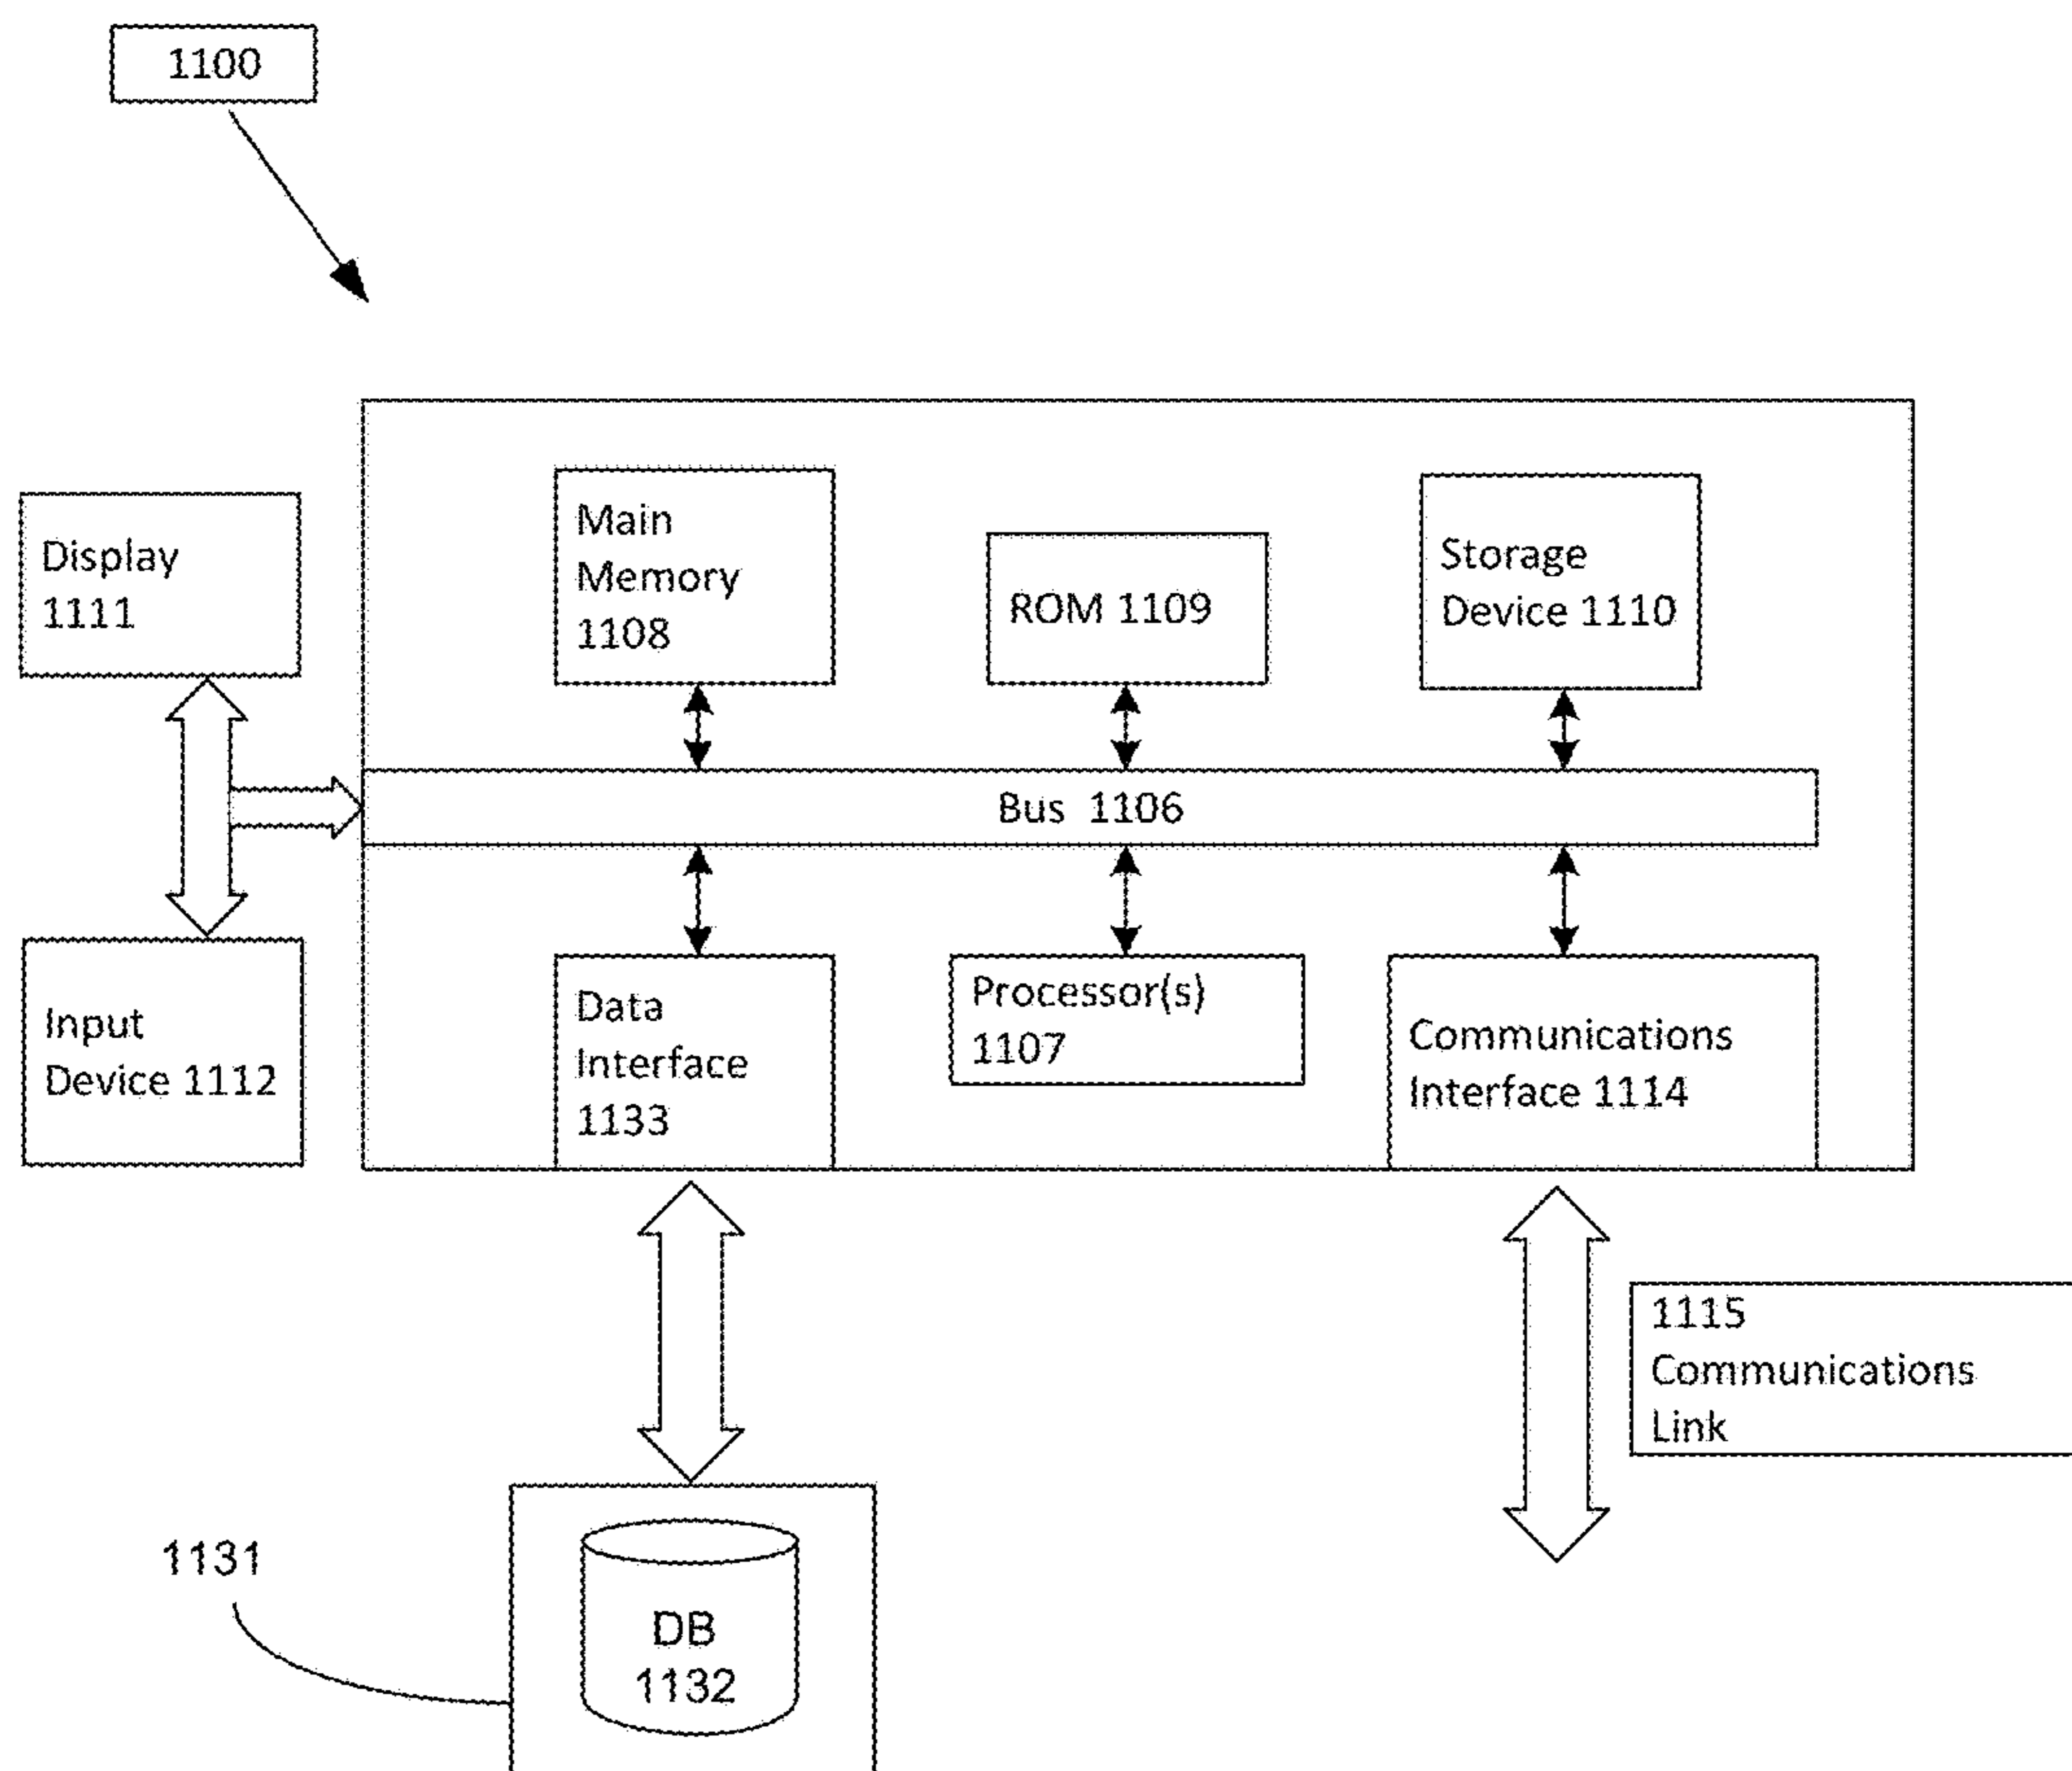 1100
Display
1111
Main
Memory
1108
ROM 1109
Storage
Device 1110
Bus 1106
Input
Device 1112
Data
Interface
1133
Processor(s)
1107
Communications
Interface 1114
1115
Communications
Link
1131
DB
1132